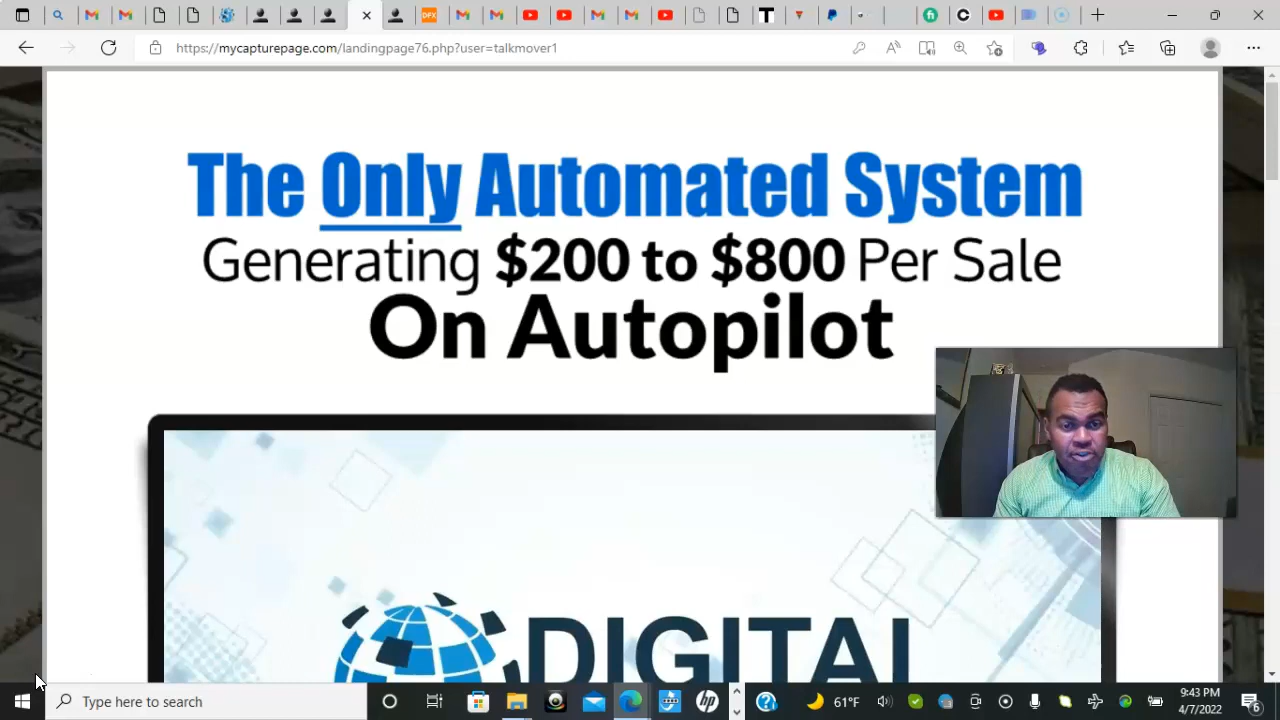 https://mycapturepage.com/landingpage76.php?user=talkmover1
The Only Automated System
Generating $200 to $800 Per Sale
On Autopilot
DIGITAL
Type here to search
61°F
9:43 PM
4/7/2022
6